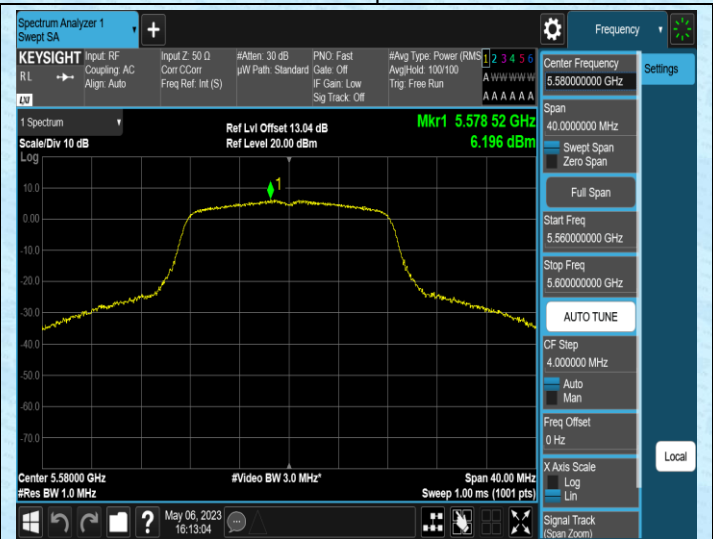 Spectrum Analyzer 1
Swept SA
+
Frequency
KEYSIGHT
RL
LXI
Input: RF
Coupling: AC
Align: Auto
Input Z: 50 Ω
Corr CCorr
Freq Ref: Int (S)
#Atten: 30 dB
µW Path: Standard
PNO: Fast
Gate: Off
IF Gain: Low
Sig Track: Off
#Avg Type: Power (RMS
Avg|Hold: 100/100
Trig: Free Run
1 2 3 4 5 6
A W W W W W
A A A A A A
Center Frequency
5.580000000 GHz
Settings
Span
40.0000000 MHz
Swept Span
Zero Span
Full Span
Start Freq
5.560000000 GHz
Stop Freq
5.600000000 GHz
AUTO TUNE
CF Step
4.000000 MHz
Auto
Man
Freq Offset
0 Hz
X Axis Scale
Log
Lin
Signal Track
(Span Zoom)
Local
1 Spectrum
Scale/Div 10 dB
Log
Ref Lvl Offset 13.04 dB
Ref Level 20.00 dBm
Mkr1 5.578 52 GHz
6.196 dBm
1
10.0
0.00
-10.0
-20.0
-30.0
-40.0
-50.0
-60.0
-70.0
Center 5.58000 GHz
#Res BW 1.0 MHz
#Video BW 3.0 MHz*
Span 40.00 MHz
Sweep 1.00 ms (1001 pts)
?
May 06, 2023
16:13:04